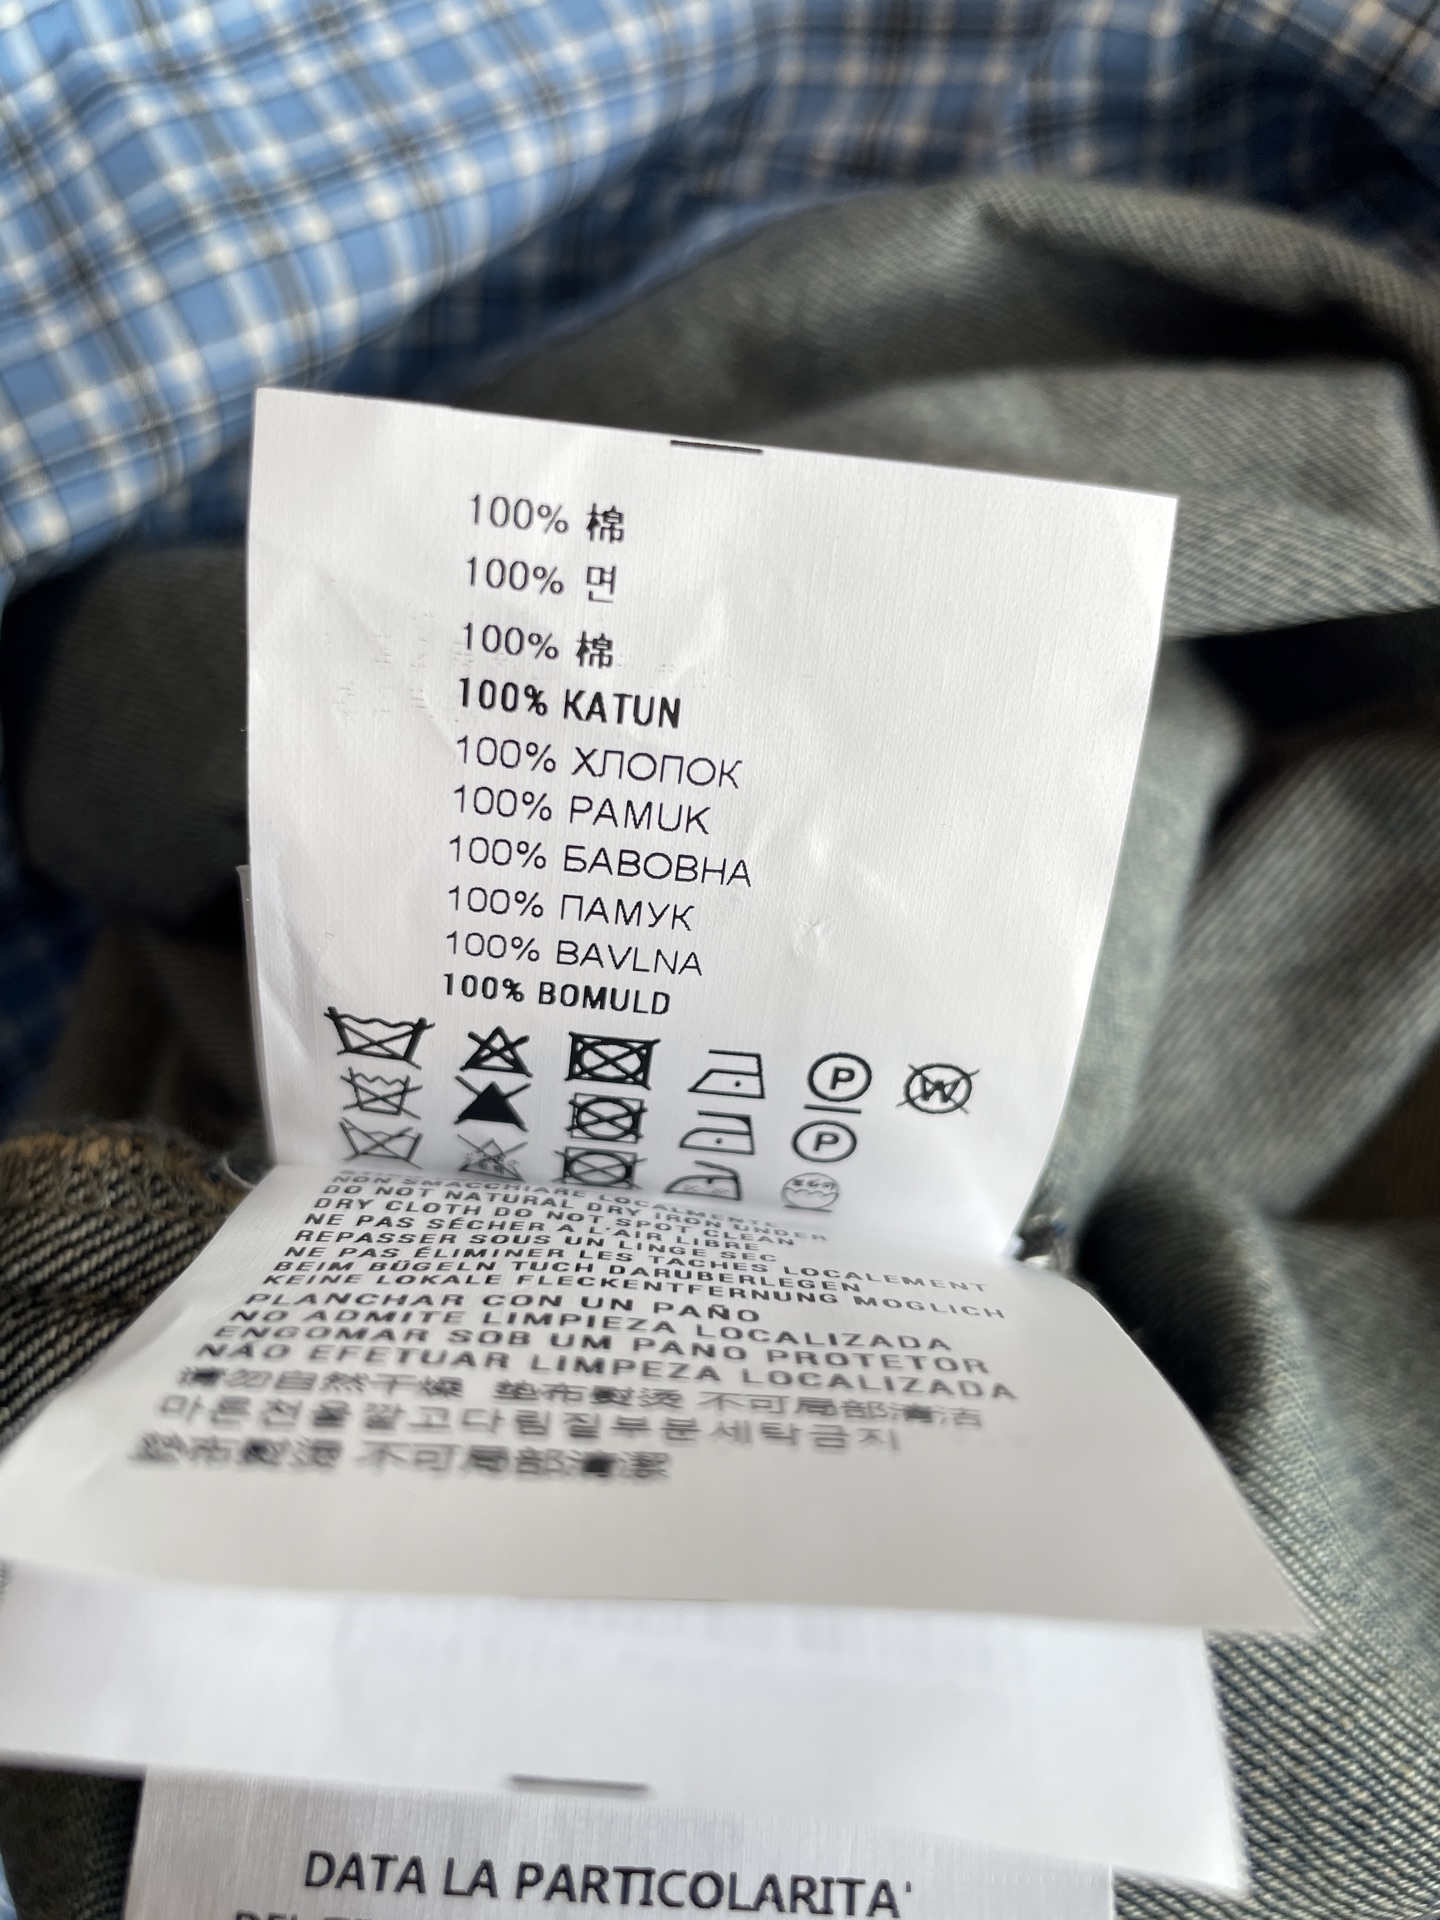 100% 棉
100% 면
100% 棉
100% KATUN
100% ХЛОПОК
100% PAMUK
100% БАВОВНА
100% ПАМУК
100% BAVLNA
100% BOMULD
P W
P
NON SMACCHIARE LOCALMENTE
DO NOT NATURAL DRY IRON UNDER
DRY CLOTH DO NOT SPOT CLEAN
NE PAS SÉCHER A L'AIR LIBRE
REPASSER SOUS UN LINGE SEC
NE PAS ÉLIMINER LES TACHES LOCALEMENT
BEIM BÜGELN TUCH DARUBERLEGEN
KEINE LOKALE FLECKENTFERNUNG MOGLICH
PLANCHAR CON UN PAÑO
NO ADMITE LIMPIEZA LOCALIZADA
ENGOMAR SOB UM PANO PROTETOR
NÃO EFETUAR LIMPEZA LOCALIZADA
请勿自然干燥 垫布熨烫 不可局部清洁
마른천을깔고다림질부분세탁금지
墊布熨燙 不可局部清潔
DATA LA PARTICOLARITA'